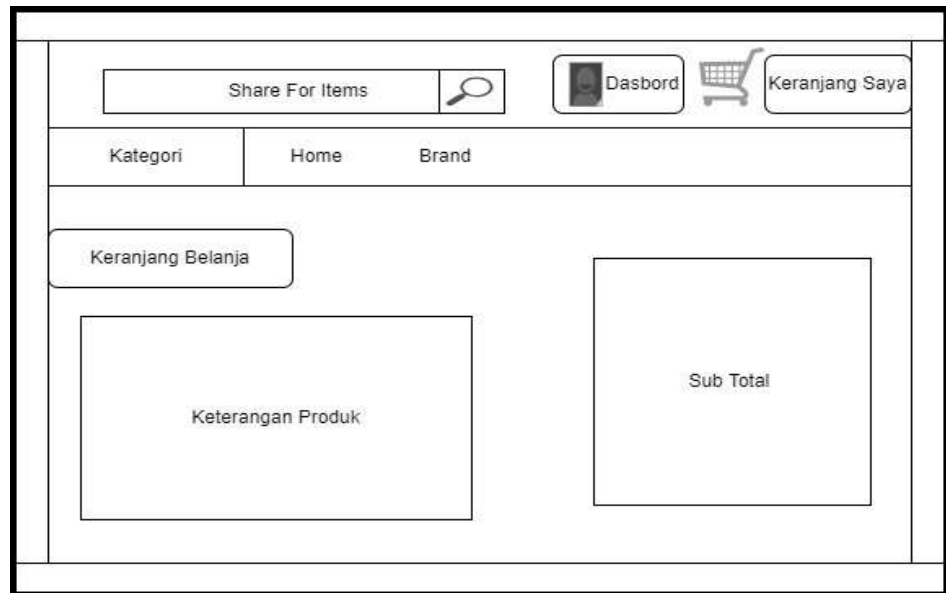 Share For Items
Dasbord
Keranjang Saya
Kategori
Home
Brand
Keranjang Belanja
Sub Total
Keterangan Produk